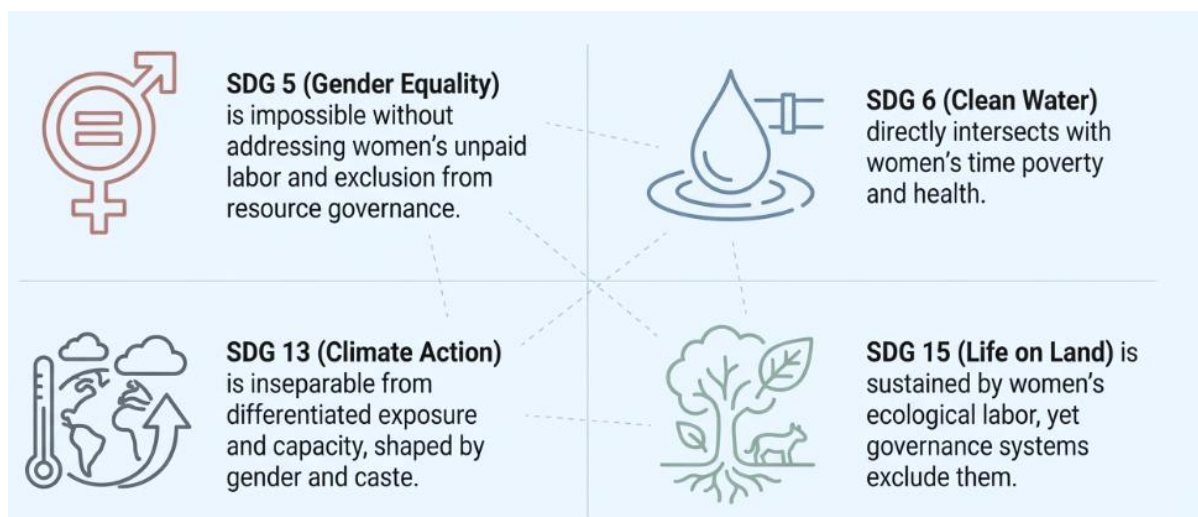 SDG 5 (Gender Equality)
is impossible without
addressing women's unpaid
labor and exclusion from
resource governance.
SDG 6 (Clean Water)
directly intersects with
women's time poverty
and health.
SDG 13 (Climate Action)
is inseparable from
differentiated exposure
and capacity, shaped by
gender and caste.
SDG 15 (Life on Land) is
sustained by women's
ecological labor, yet
governance systems
exclude them.